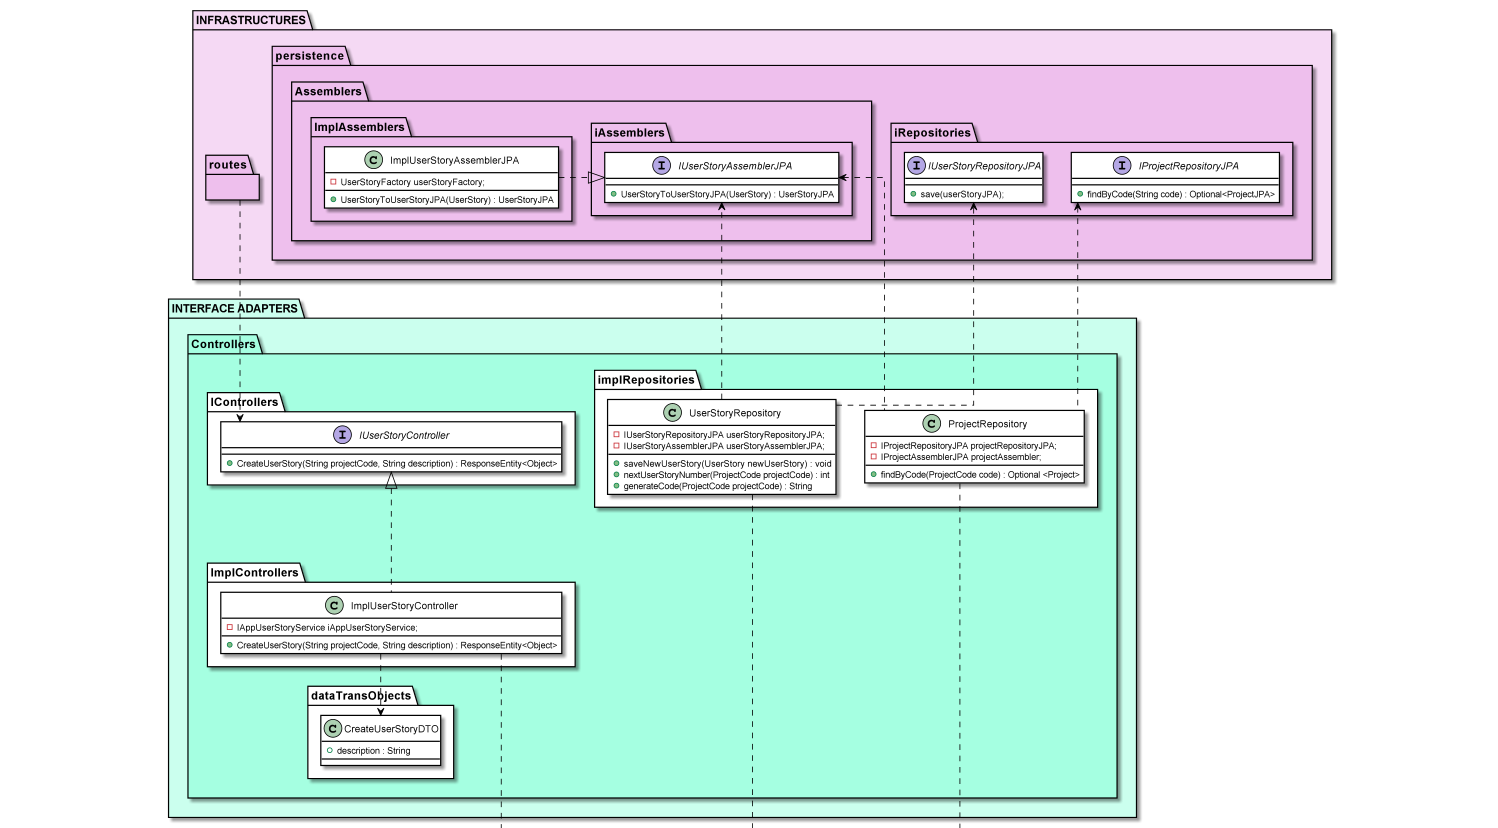 INFRASTRUCTURES
persistence
Assemblers
ImplAssemblers
C ImplUserStoryAssemblerJPA
UserStoryFactory userStoryFactory;
UserStoryToUserStoryJPA(UserStory) : UserStoryJPA
iAssemblers
I IUserStoryAssemblerJPA
UserStoryToUserStoryJPA(UserStory) : UserStoryJPA
iRepositories
I IUserStoryRepositoryJPA
save(userStoryJPA);
I IProjectRepositoryJPA
findByCode(String code) : Optional<ProjectJPA>
routes
INTERFACE ADAPTERS
Controllers
IControllers
I IUserStoryController
CreateUserStory(String projectCode, String description) : ResponseEntity<Object>
implRepositories
C UserStoryRepository
IUserStoryRepositoryJPA userStoryRepositoryJPA;
IUserStoryAssemblerJPA userStoryAssemblerJPA;
saveNewUserStory(UserStory newUserStory) : void
nextUserStoryNumber(ProjectCode projectCode) : int
generateCode(ProjectCode projectCode) : String
C ProjectRepository
IProjectRepositoryJPA projectRepositoryJPA;
IProjectAssemblerJPA projectAssembler;
findByCode(ProjectCode code) : Optional <Project>
ImplControllers
C ImplUserStoryController
IAppUserStoryService iAppUserStoryService;
CreateUserStory(String projectCode, String description) : ResponseEntity<Object>
dataTransObjects
C CreateUserStoryDTO
description : String